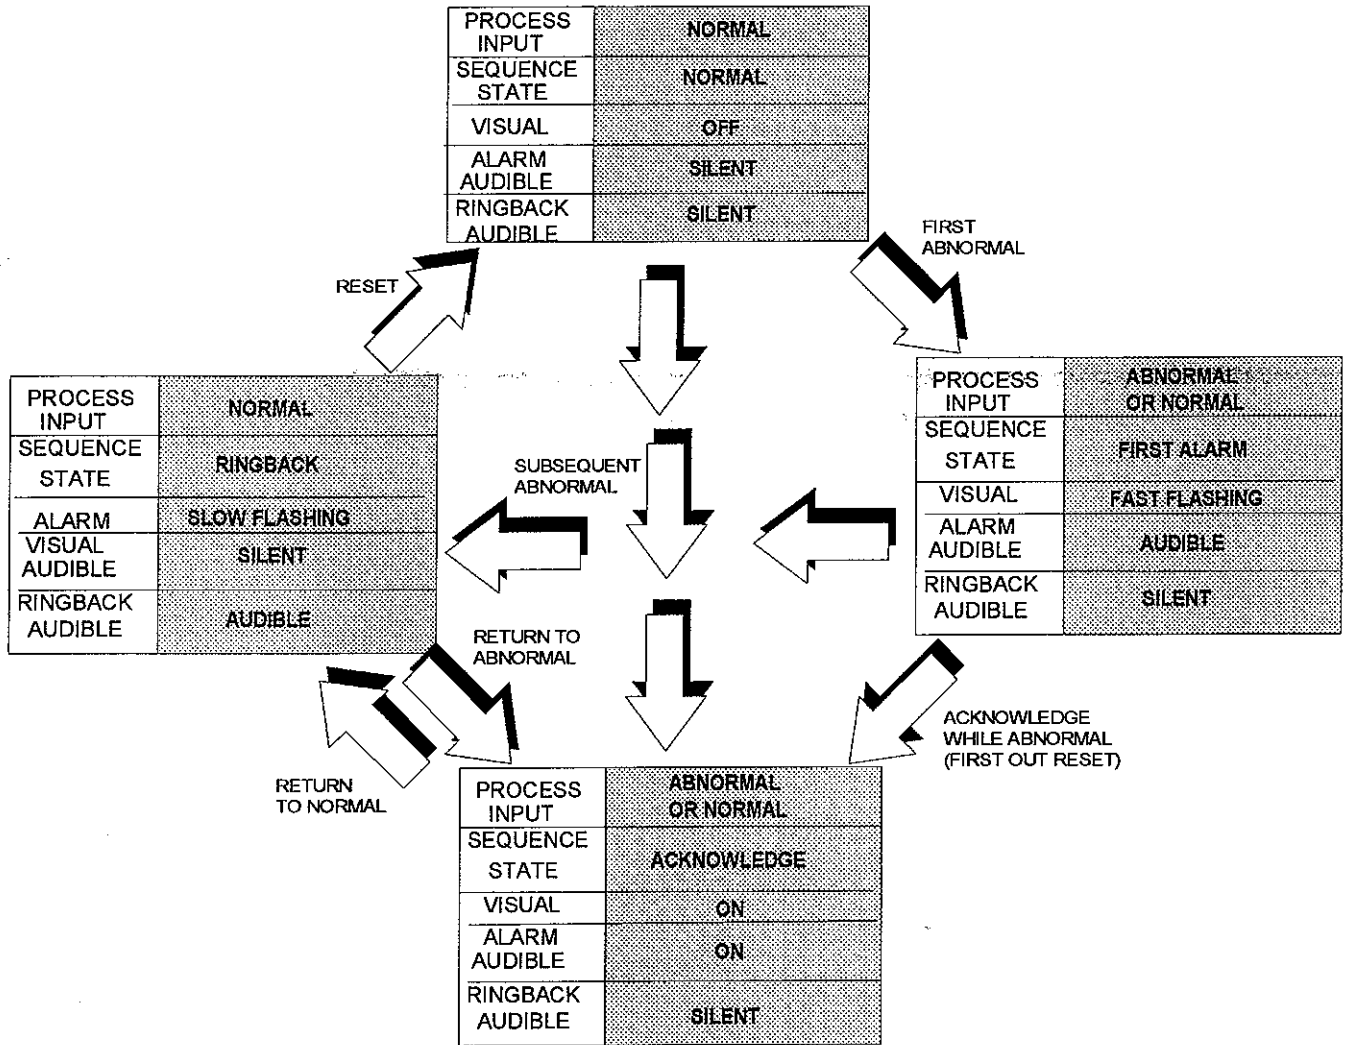 PROCESS INPUT NORMAL
SEQUENCE STATE NORMAL
VISUAL OFF
ALARM AUDIBLE SILENT
RINGBACK AUDIBLE SILENT
FIRST
ABNORMAL
RESET
PROCESS INPUT NORMAL
SEQUENCE STATE RINGBACK
ALARM SLOW FLASHING
VISUAL AUDIBLE SILENT
RINGBACK AUDIBLE AUDIBLE
SUBSEQUENT
ABNORMAL
PROCESS INPUT ABNORMAL OR NORMAL
SEQUENCE STATE FIRST ALARM
VISUAL FAST FLASHING
ALARM AUDIBLE AUDIBLE
RINGBACK AUDIBLE SILENT
RETURN TO
ABNORMAL
RETURN
TO NORMAL
ACKNOWLEDGE
WHILE ABNORMAL
(FIRST OUT RESET)
PROCESS INPUT ABNORMAL OR NORMAL
SEQUENCE STATE ACKNOWLEDGE
VISUAL ON
ALARM AUDIBLE ON
RINGBACK AUDIBLE SILENT